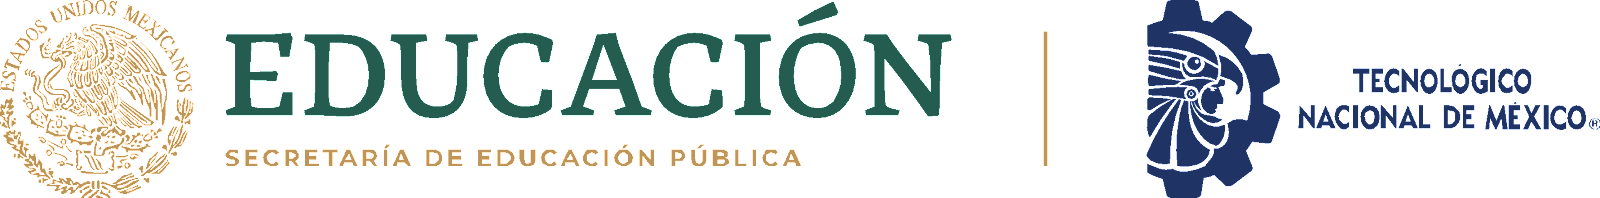 ESTADOS UNIDOS MEXICANOS
EDUCACIÓN
SECRETARÍA DE EDUCACIÓN PÚBLICA
TECNOLÓGICO
NACIONAL DE MÉXICO®